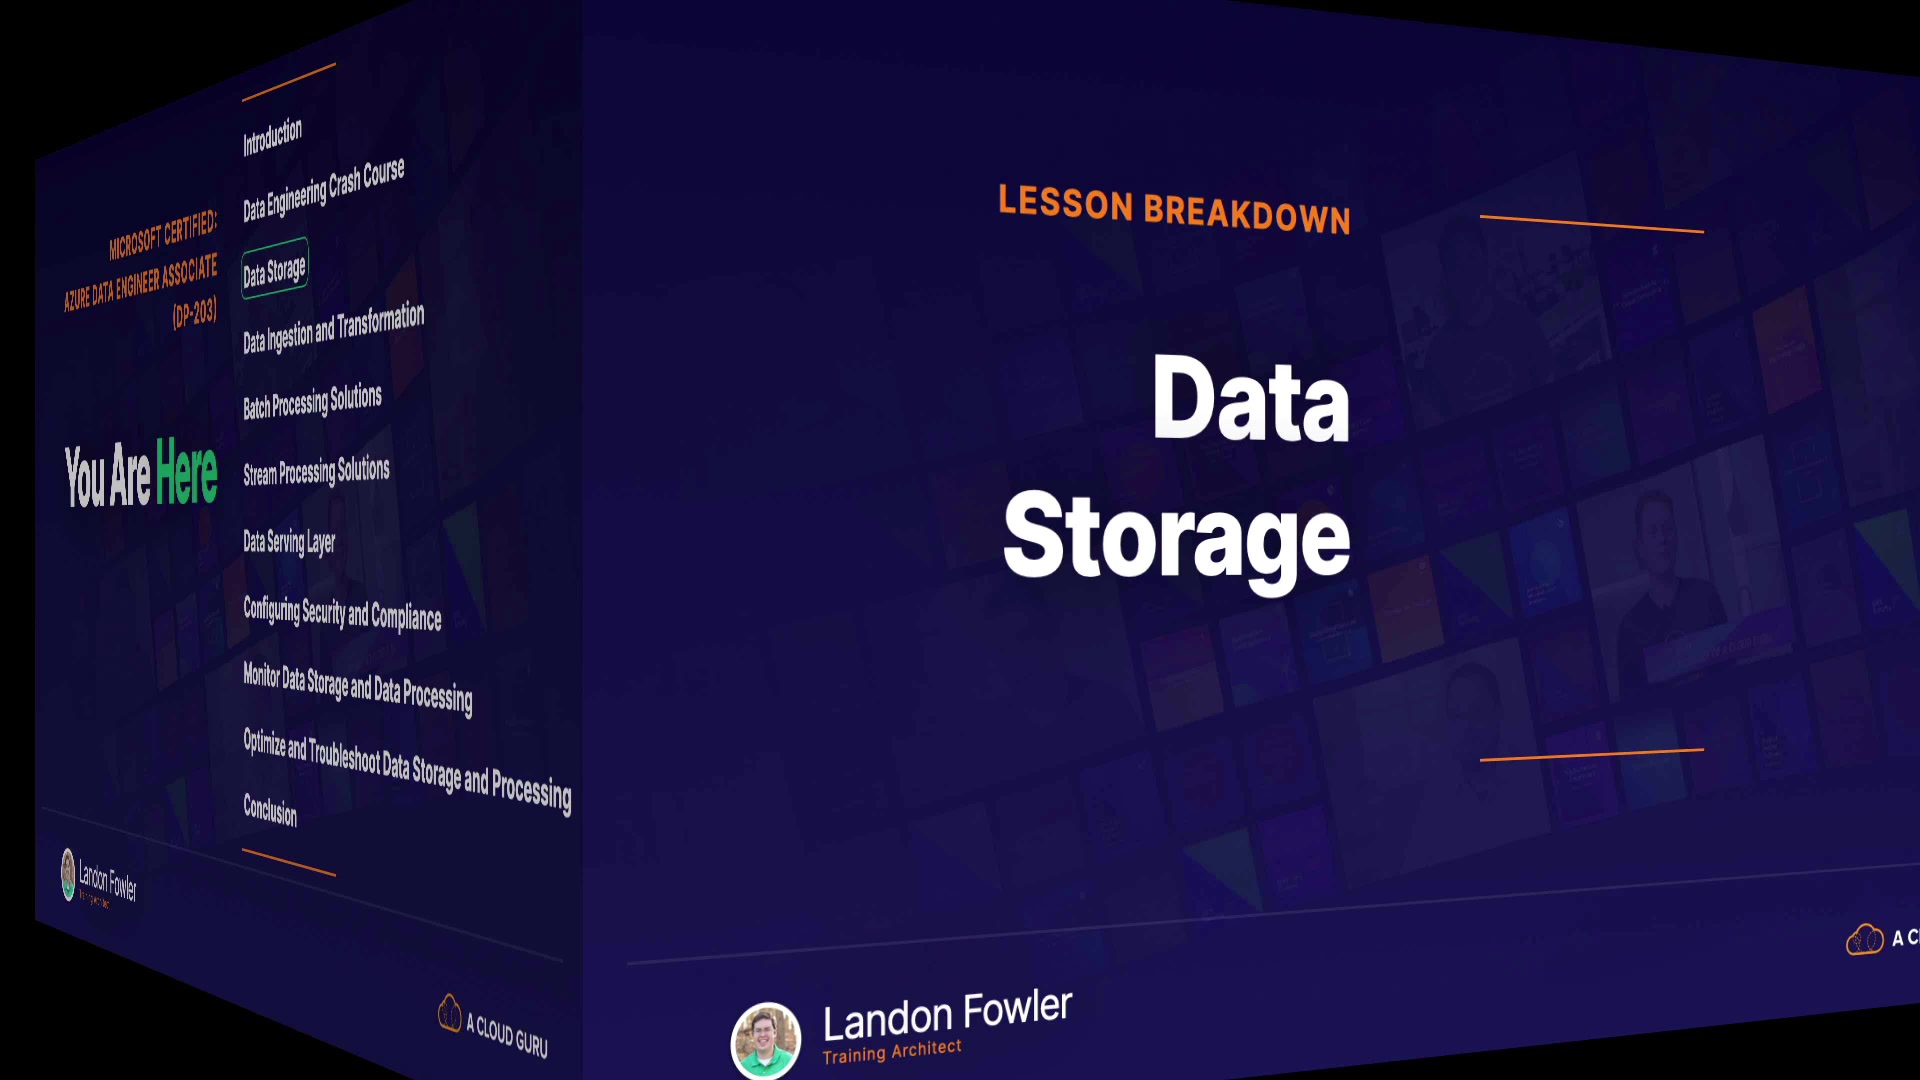 MICROSOFT CERTIFIED:
AZURE DATA ENGINEER ASSOCIATE
(DP-203)
You Are Here
Introduction
Data Engineering Crash Course
Data Storage
Data Ingestion and Transformation
Batch Processing Solutions
Stream Processing Solutions
Data Serving Layer
Configuring Security and Compliance
Monitor Data Storage and Data Processing
Optimize and Troubleshoot Data Storage and Processing
Conclusion
Landon Fowler
Training Architect
A CLOUD GURU
LESSON BREAKDOWN
Data
Storage
Landon Fowler
Training Architect
A C